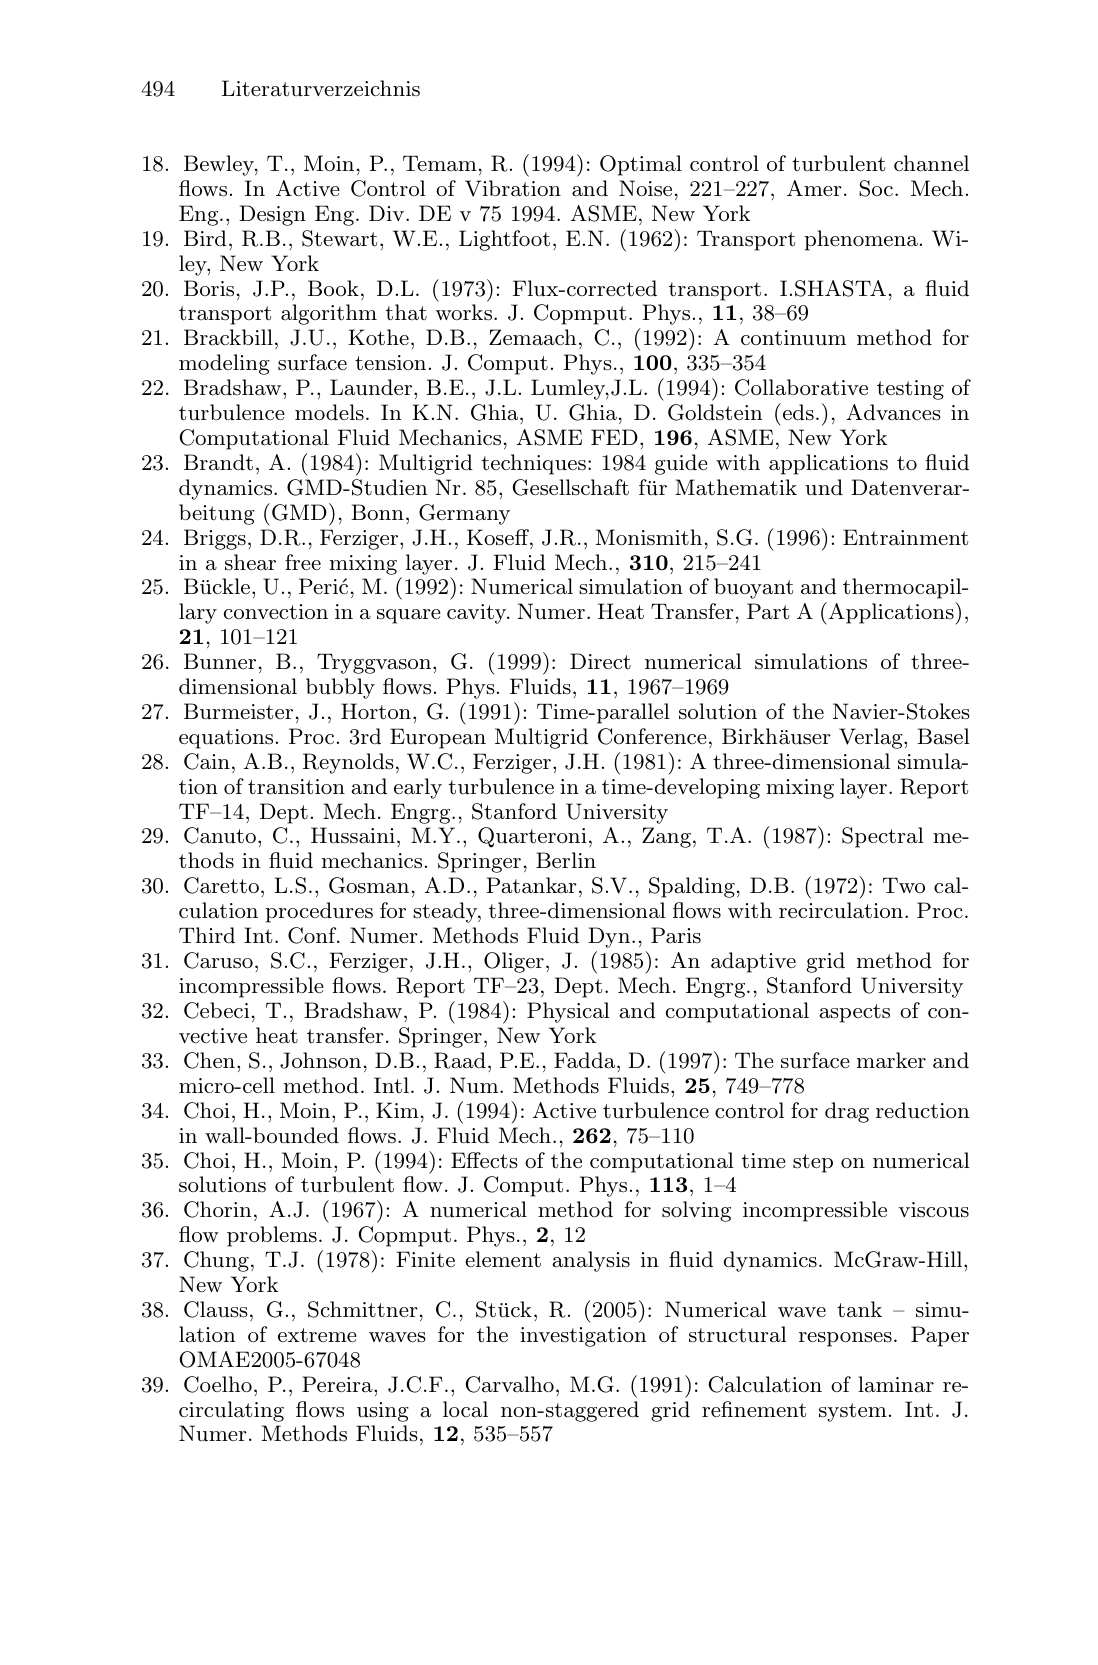 494 Literaturverzeichnis
18. Bewley, T., Moin, P., Temam, R. (1994): Optimal control of turbulent channel
flows. In Active Control of Vibration and Noise, 221–227, Amer. Soc. Mech.
Eng., Design Eng. Div. DE v 75 1994. ASME, New York
19. Bird, R.B., Stewart, W.E., Lightfoot, E.N. (1962): Transport phenomena. Wi-
ley, New York
20. Boris, J.P., Book, D.L. (1973): Flux-corrected transport. I.SHASTA, a fluid
transport algorithm that works. J. Copmput. Phys., 11, 38–69
21. Brackbill, J.U., Kothe, D.B., Zemaach, C., (1992): A continuum method for
modeling surface tension. J. Comput. Phys., 100, 335–354
22. Bradshaw, P., Launder, B.E., J.L. Lumley,J.L. (1994): Collaborative testing of
turbulence models. In K.N. Ghia, U. Ghia, D. Goldstein (eds.), Advances in
Computational Fluid Mechanics, ASME FED, 196, ASME, New York
23. Brandt, A. (1984): Multigrid techniques: 1984 guide with applications to fluid
dynamics. GMD-Studien Nr. 85, Gesellschaft für Mathematik und Datenverar-
beitung (GMD), Bonn, Germany
24. Briggs, D.R., Ferziger, J.H., Koseff, J.R., Monismith, S.G. (1996): Entrainment
in a shear free mixing layer. J. Fluid Mech., 310, 215–241
25. Bückle, U., Perić, M. (1992): Numerical simulation of buoyant and thermocapil-
lary convection in a square cavity. Numer. Heat Transfer, Part A (Applications),
21, 101–121
26. Bunner, B., Tryggvason, G. (1999): Direct numerical simulations of three-
dimensional bubbly flows. Phys. Fluids, 11, 1967–1969
27. Burmeister, J., Horton, G. (1991): Time-parallel solution of the Navier-Stokes
equations. Proc. 3rd European Multigrid Conference, Birkhäuser Verlag, Basel
28. Cain, A.B., Reynolds, W.C., Ferziger, J.H. (1981): A three-dimensional simula-
tion of transition and early turbulence in a time-developing mixing layer. Report
TF–14, Dept. Mech. Engrg., Stanford University
29. Canuto, C., Hussaini, M.Y., Quarteroni, A., Zang, T.A. (1987): Spectral me-
thods in fluid mechanics. Springer, Berlin
30. Caretto, L.S., Gosman, A.D., Patankar, S.V., Spalding, D.B. (1972): Two cal-
culation procedures for steady, three-dimensional flows with recirculation. Proc.
Third Int. Conf. Numer. Methods Fluid Dyn., Paris
31. Caruso, S.C., Ferziger, J.H., Oliger, J. (1985): An adaptive grid method for
incompressible flows. Report TF–23, Dept. Mech. Engrg., Stanford University
32. Cebeci, T., Bradshaw, P. (1984): Physical and computational aspects of con-
vective heat transfer. Springer, New York
33. Chen, S., Johnson, D.B., Raad, P.E., Fadda, D. (1997): The surface marker and
micro-cell method. Intl. J. Num. Methods Fluids, 25, 749–778
34. Choi, H., Moin, P., Kim, J. (1994): Active turbulence control for drag reduction
in wall-bounded flows. J. Fluid Mech., 262, 75–110
35. Choi, H., Moin, P. (1994): Effects of the computational time step on numerical
solutions of turbulent flow. J. Comput. Phys., 113, 1–4
36. Chorin, A.J. (1967): A numerical method for solving incompressible viscous
flow problems. J. Copmput. Phys., 2, 12
37. Chung, T.J. (1978): Finite element analysis in fluid dynamics. McGraw-Hill,
New York
38. Clauss, G., Schmittner, C., Stück, R. (2005): Numerical wave tank – simu-
lation of extreme waves for the investigation of structural responses. Paper
OMAE2005-67048
39. Coelho, P., Pereira, J.C.F., Carvalho, M.G. (1991): Calculation of laminar re-
circulating flows using a local non-staggered grid refinement system. Int. J.
Numer. Methods Fluids, 12, 535–557